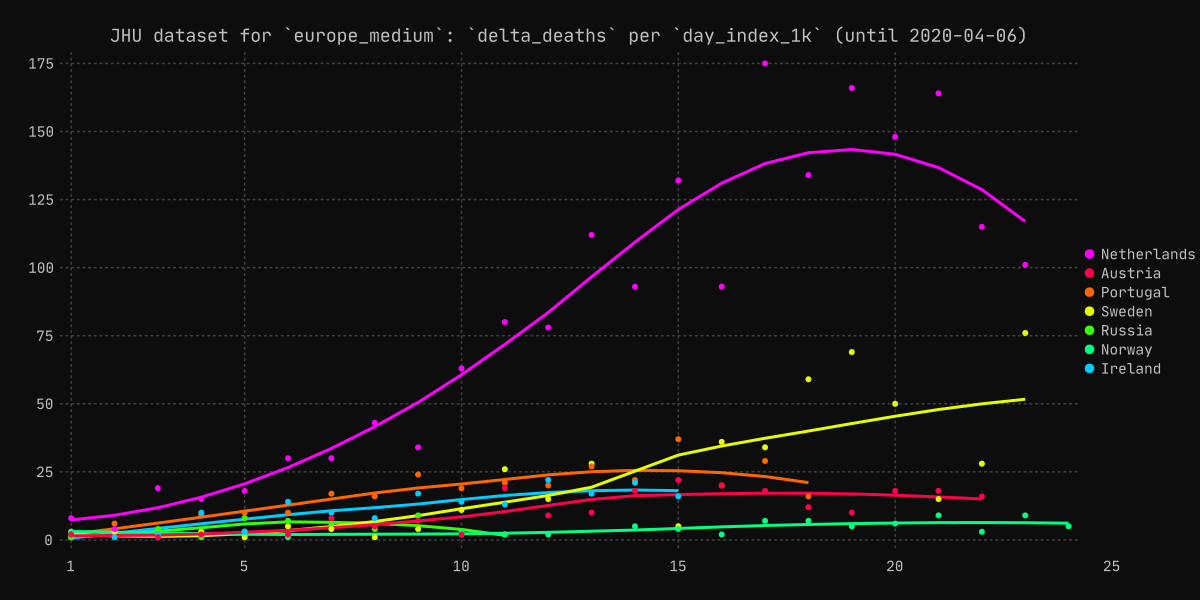 JHU dataset for `europe_medium`: `delta_deaths` per `day_index_1k` (until 2020-04-06)
175
150
125
100
75
50
25
0
1 5 10 15 20 25
Netherlands
Austria
Portugal
Sweden
Russia
Norway
Ireland